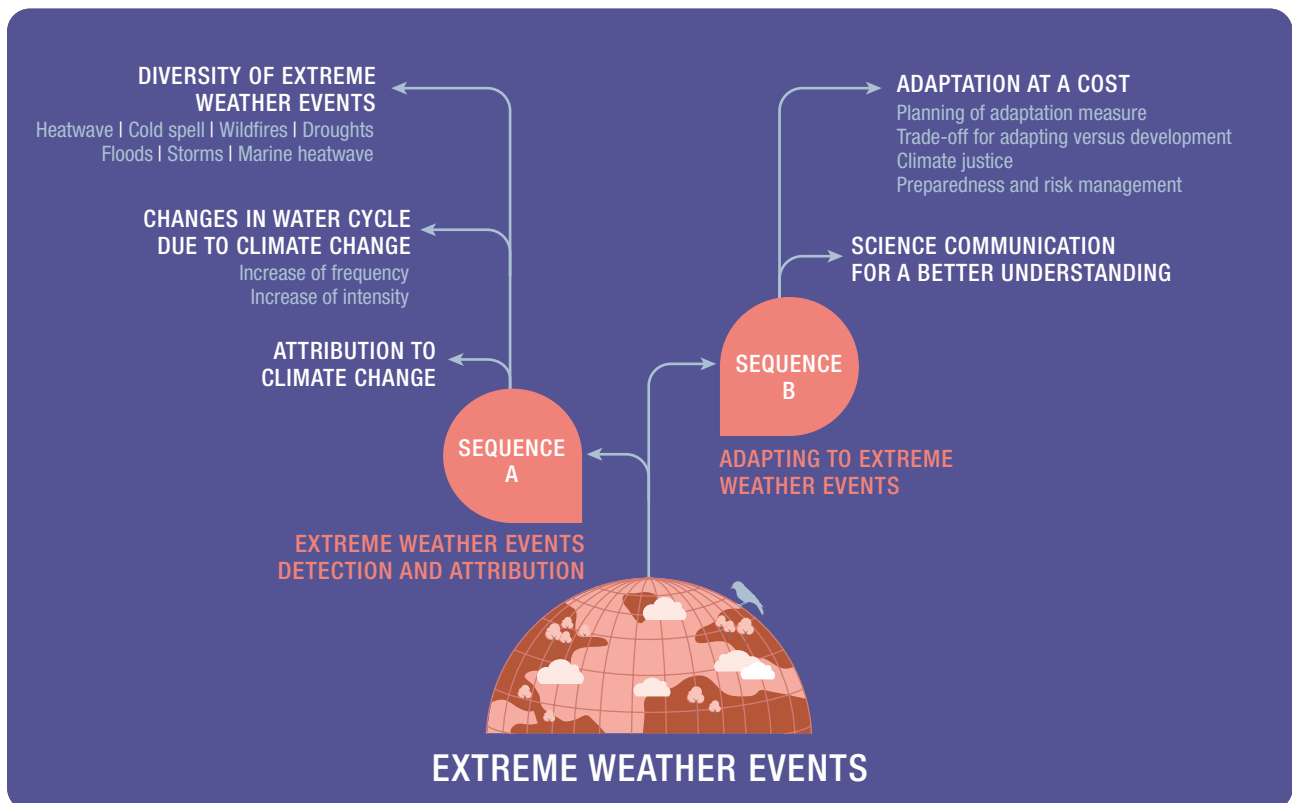 DIVERSITY OF EXTREME
WEATHER EVENTS
Heatwave | Cold spell | Wildfires | Droughts
Floods | Storms | Marine heatwave
CHANGES IN WATER CYCLE
DUE TO CLIMATE CHANGE
Increase of frequency
Increase of intensity
ATTRIBUTION TO
CLIMATE CHANGE
SEQUENCE
A
EXTREME WEATHER EVENTS
DETECTION AND ATTRIBUTION
ADAPTATION AT A COST
Planning of adaptation measure
Trade-off for adapting versus development
Climate justice
Preparedness and risk management
SCIENCE COMMUNICATION
FOR A BETTER UNDERSTANDING
SEQUENCE
B
ADAPTING TO EXTREME
WEATHER EVENTS
EXTREME WEATHER EVENTS